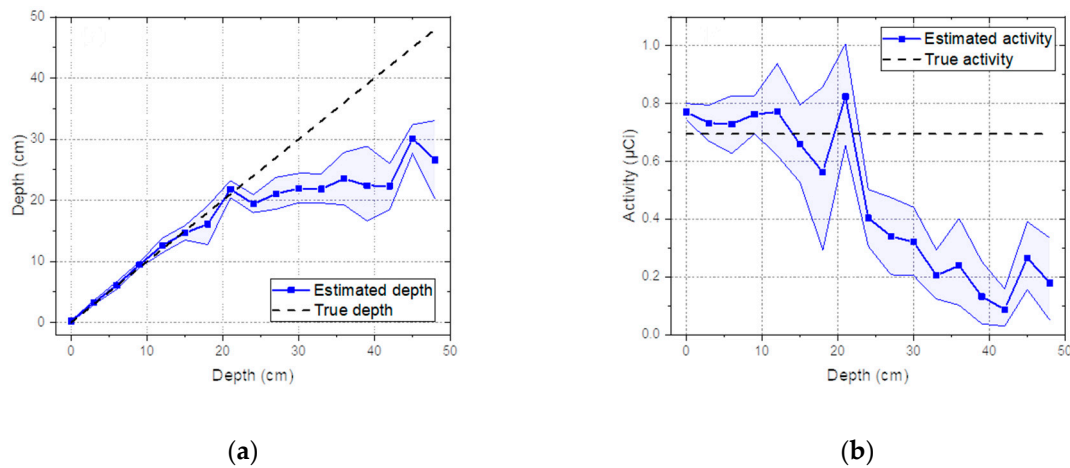 50
40
30
20
10
0
Depth (cm)
Estimated depth
True depth
0
10
20
30
40
50
Depth (cm)
(a)
1.0
0.8
0.6
0.4
0.2
0.0
Activity (μCi)
Estimated activity
True activity
0
10
20
30
40
50
Depth (cm)
(b)